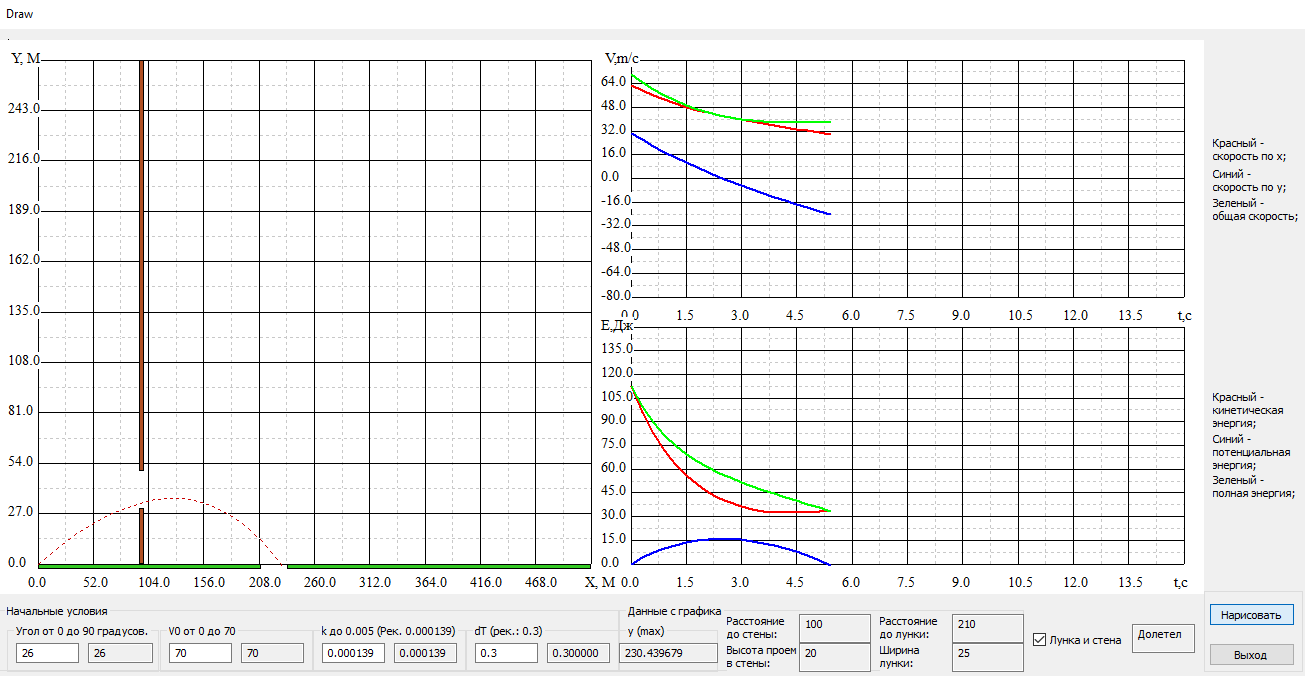 Draw
Y, М
243.0
216.0
189.0
162.0
135.0
108.0
81.0
54.0
27.0
0.0
0.0 52.0 104.0 156.0 208.0 260.0 312.0 364.0 416.0 468.0 X, М
V,m/c
64.0
48.0
32.0
16.0
0.0
-16.0
-32.0
-48.0
-64.0
-80.0
0.0 1.5 3.0 4.5 6.0 7.5 9.0 10.5 12.0 13.5 t,c
Е,Дж
135.0
120.0
105.0
90.0
75.0
60.0
45.0
30.0
15.0
0.0
0.0 1.5 3.0 4.5 6.0 7.5 9.0 10.5 12.0 13.5 t,c
Красный -
скорость по x;
Синий -
скорость по y;
Зеленый -
общая скорость;
Красный -
кинетическая
энергия;
Синий -
потенциальная
энергия;
Зеленый -
полная энергия;
Начальные условия
Угол от 0 до 90 градусов.
26 26
V0 от 0 до 70
70 70
k до 0.005 (Рек. 0.000139)
0.000139 0.000139
dT (рек.: 0.3)
0.3 0.300000
Данные с графика
y (max)
230.439679
Расстояние
до стены:
100
Высота проем
в стены:
20
Расстояние
до лунки:
210
Ширина
лунки:
25
Лунка и стена
Долетел
Нарисовать
Выход